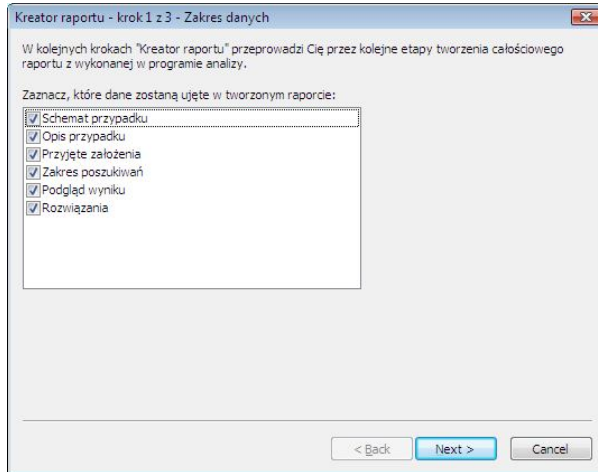 Kreator raportu - krok 1 z 3 - Zakres danych
W kolejnych krokach "Kreator raportu" przeprowadzi Cię przez kolejne etapy tworzenia całościowego
raportu z wykonanej w programie analizy.
Zaznacz, które dane zostaną ujęte w tworzonym raporcie:
Schemat przypadku
Opis przypadku
Przyjęte założenia
Zakres poszukiwań
Podgląd wyniku
Rozwiązania
< Back
Next >
Cancel